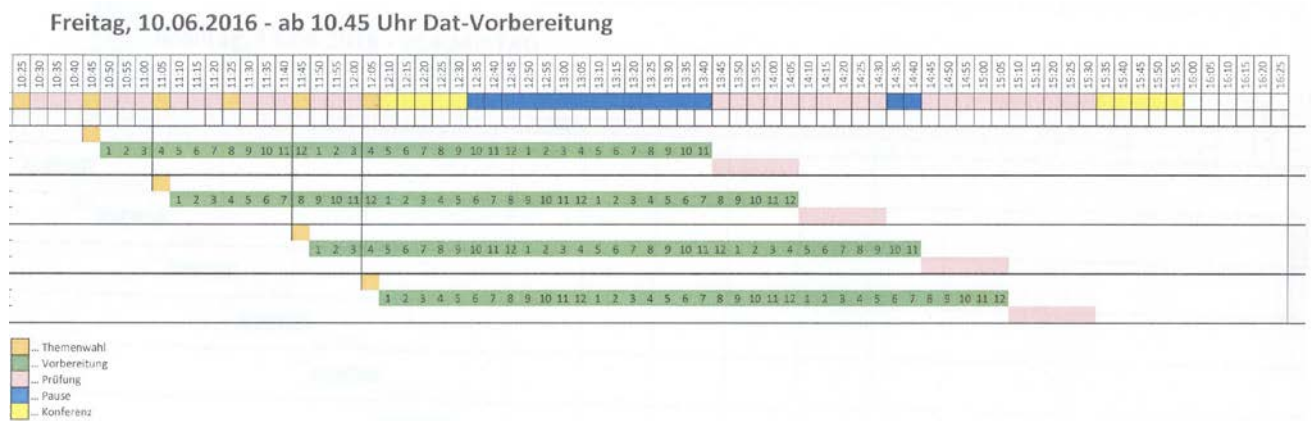 Freitag, 10.06.2016 - ab 10.45 Uhr Dat-Vorbereitung
10:25 10:30 10:35 10:40 10:45 10:50 10:55 11:00 11:05 11:10 11:15 11:20 11:25 11:30 11:35 11:40 11:45 11:50 11:55 12:00 12:05 12:10 12:15 12:20 12:25 12:30 12:35 12:40 12:45 12:50 12:55 13:00 13:05 13:10 13:15 13:20 13:25 13:30 13:35 13:40 13:45 13:50 13:55 14:00 14:05 14:10 14:15 14:20 14:25 14:30 14:35 14:40 14:45 14:50 14:55 15:00 15:05 15:10 15:15 15:20 15:25 15:30 15:35 15:40 15:45 15:50 15:55 16:00 16:05 16:10 16:15 16:20 16:25
1 2 3 4 5 6 7 8 9 10 11 12 1 2 3 4 5 6 7 8 9 10 11 12 1 2 3 4 5 6 7 8 9 10 11
1 2 3 4 5 6 7 8 9 10 11 12 1 2 3 4 5 6 7 8 9 10 11 12 1 2 3 4 5 6 7 8 9 10 11 12
1 2 3 4 5 6 7 8 9 10 11 12 1 2 3 4 5 6 7 8 9 10 11 12 1 2 3 4 5 6 7 8 9 10 11
1 2 3 4 5 6 7 8 9 10 11 12 1 2 3 4 5 6 7 8 9 10 11 12 1 2 3 4 5 6 7 8 9 10 11 12
... Themenwahl
... Vorbereitung
... Prüfung
... Pause
... Konferenz